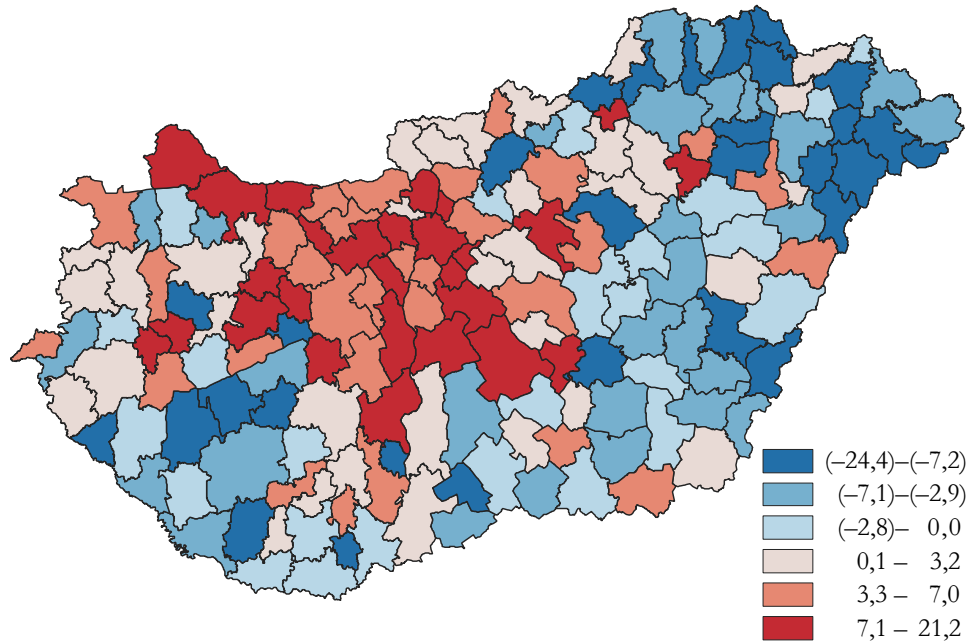 (–24,4)–(–7,2)
(–7,1)–(–2,9)
(–2,8)– 0,0
0,1 – 3,2
3,3 – 7,0
7,1 – 21,2